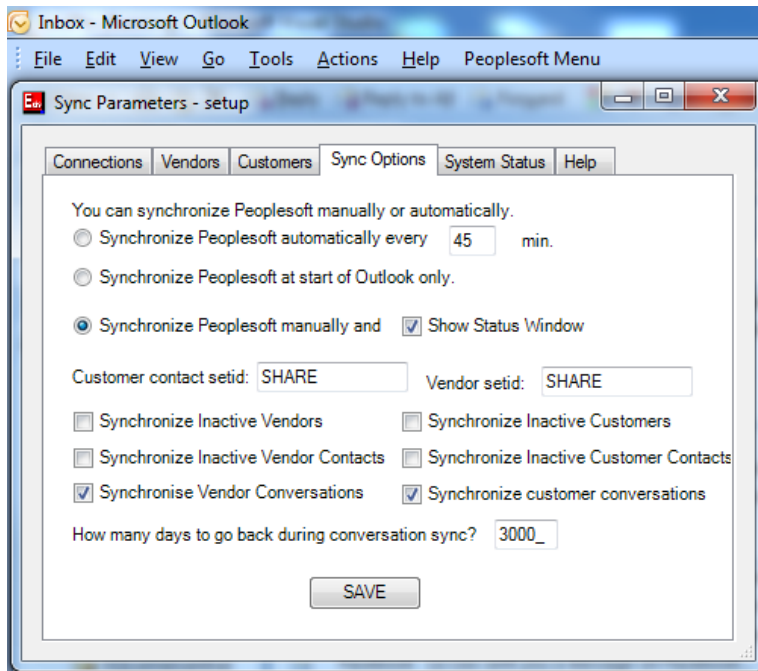 Inbox - Microsoft Outlook
File Edit View Go Tools Actions Help Peoplesoft Menu
Sync Parameters - setup
Connections Vendors Customers Sync Options System Status Help
You can synchronize Peoplesoft manually or automatically.
Synchronize Peoplesoft automatically every 45 min.
Synchronize Peoplesoft at start of Outlook only.
Synchronize Peoplesoft manually and Show Status Window
Customer contact setid: SHARE Vendor setid: SHARE
Synchronize Inactive Vendors Synchronize Inactive Customers
Synchronize Inactive Vendor Contacts Synchronize Inactive Customer Contacts
Synchronise Vendor Conversations Synchronize customer conversations
How many days to go back during conversation sync? 3000_
SAVE